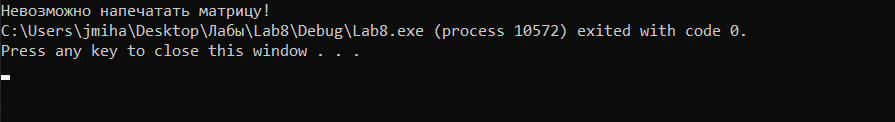 Невозможно напечатать матрицу!
C:\Users\jmiha\Desktop\Лабы\Lab8\Debug\Lab8.exe (process 10572) exited with code 0.
Press any key to close this window . . .